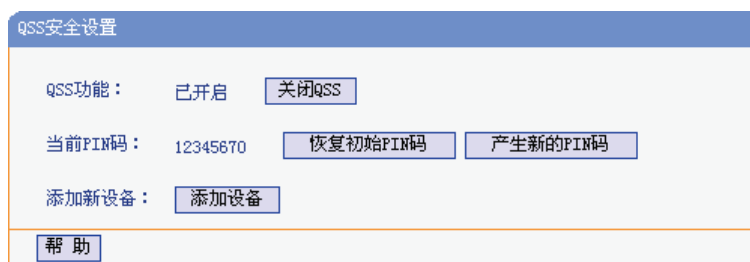 QSS安全设置
QSS功能： 已开启 关闭QSS
当前PIN码： 12345670 恢复初始PIN码 产生新的PIN码
添加新设备： 添加设备
帮 助